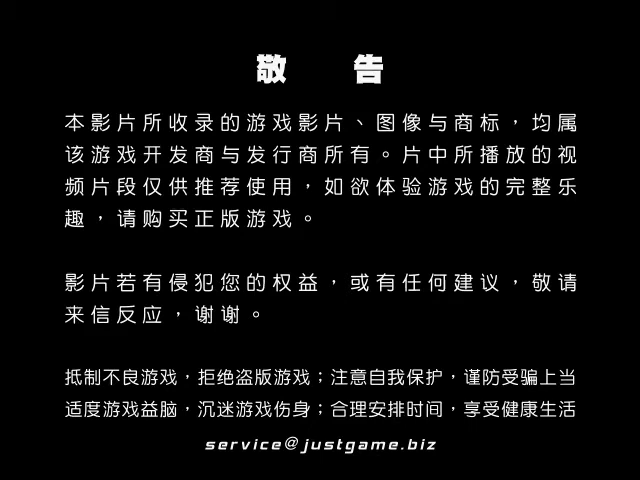 敬　告
本影片所收录的游戏影片、图像与商标，均属
该游戏开发商与发行商所有。片中所播放的视
频片段仅供推荐使用，如欲体验游戏的完整乐
趣，请购买正版游戏。
影片若有侵犯您的权益，或有任何建议，敬请
来信反应，谢谢。
抵制不良游戏，拒绝盗版游戏；注意自我保护，谨防受骗上当
适度游戏益脑，沉迷游戏伤身；合理安排时间，享受健康生活
service@justgame.biz